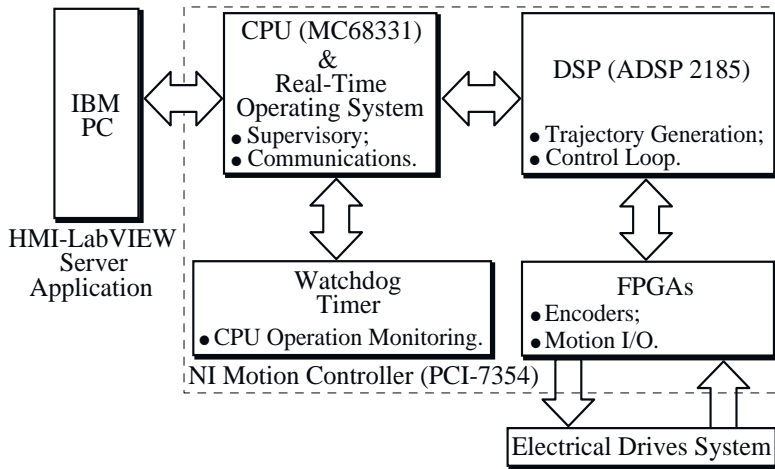 IBM
PC
HMI-LabVIEW
Server
Application
CPU (MC68331)
&
Real-Time
Operating System
● Supervisory;
● Communications.
DSP (ADSP 2185)
● Trajectory Generation;
● Control Loop.
Watchdog
Timer
● CPU Operation Monitoring.
FPGAs
● Encoders;
● Motion I/O.
NI Motion Controller (PCI-7354)
Electrical Drives System